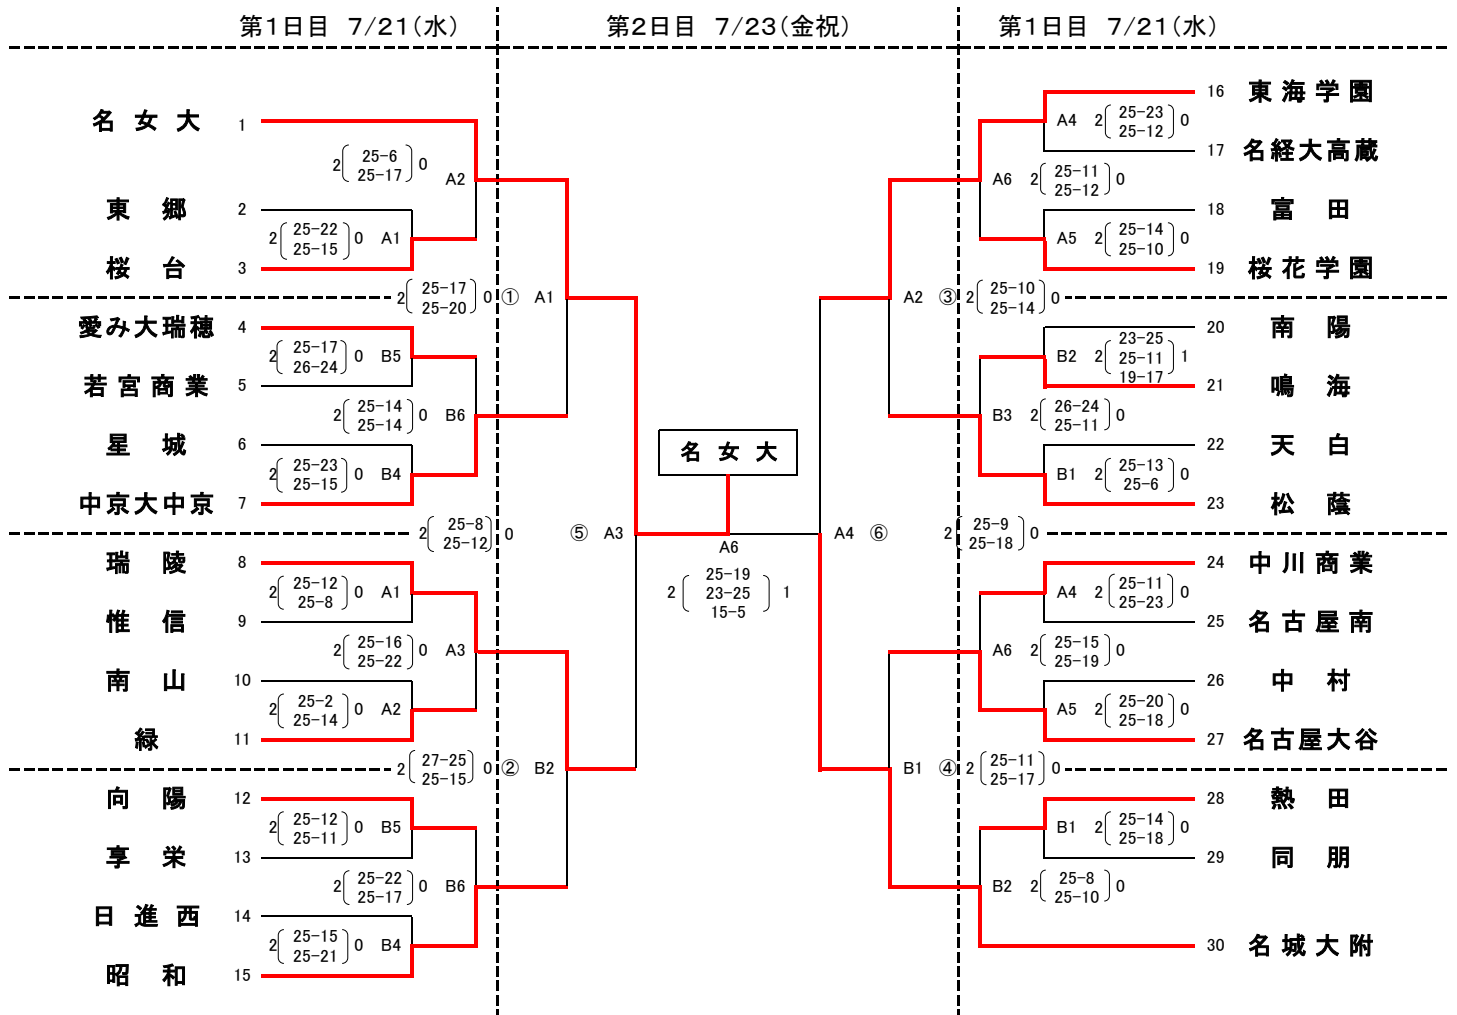 第1日目 7/21(水)
第2日目 7/23(金祝)
第1日目 7/21(水)
名女大 1
2 25-6 0
25-17
A2
東郷 2
2 25-22 0 A1
25-15
桜台 3
2 25-17 0 ① A1
25-20
愛み大瑞穂 4
2 25-17 0 B5
26-24
若宮商業 5
2 25-14 0 B6
25-14
星城 6
2 25-23 0 B4
25-15
中京大中京 7
2 25-8 0
25-12
⑤ A3
瑞陵 8
2 25-12 0 A1
25-8
惟信 9
2 25-16 0 A3
25-22
南山 10
2 25-2 0 A2
25-14
緑 11
2 27-25 0 ② B2
25-15
向陽 12
2 25-12 0 B5
25-11
享栄 13
2 25-22 0 B6
25-17
日進西 14
2 25-15 0 B4
25-21
昭和 15
名女大
A6
25-19
2 23-25 1
15-5
16 東海学園
A4 2 25-23 0
25-12
17 名経大高蔵
A6 2 25-11 0
25-12
18 富田
A5 2 25-14 0
25-10
19 桜花学園
A2 ③ 2 25-10 0
25-14
20 南陽
23-25
B2 2 25-11 1
19-17
21 鳴海
B3 2 26-24 0
25-11
22 天白
B1 2 25-13 0
25-6
23 松蔭
A4 ⑥ 2 25-9 0
25-18
24 中川商業
A4 2 25-11 0
25-23
25 名古屋南
A6 2 25-15 0
25-19
26 中村
A5 2 25-20 0
25-18
27 名古屋大谷
B1 ④ 2 25-11 0
25-17
28 熱田
B1 2 25-14 0
25-18
29 同朋
B2 2 25-8 0
25-10
30 名城大附